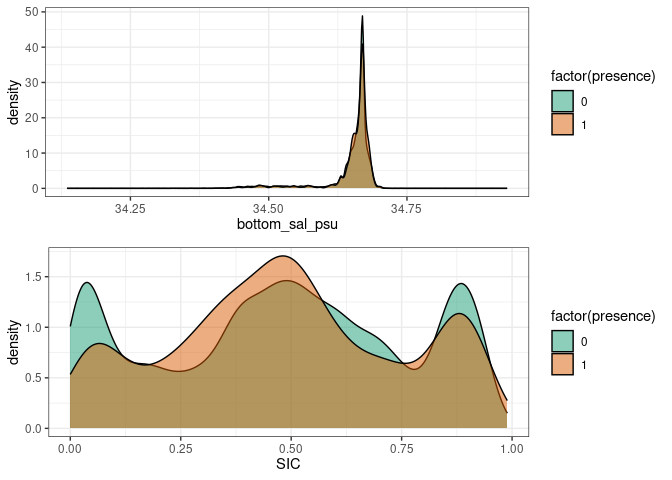 density
50
40
30
20
10
0
34.25 34.50 34.75
bottom_sal_psu
factor(presence)
0
1
density
1.5
1.0
0.5
0.0
0.00 0.25 0.50 0.75 1.00
SIC
factor(presence)
0
1